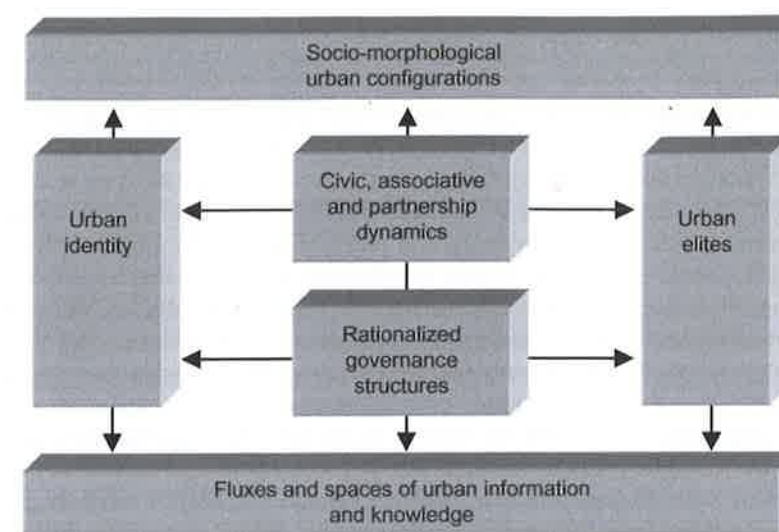 Socio-morphological
urban configurations
Urban
identity
Civic, associative
and partnership
dynamics
Urban
elites
Rationalized
governance
structures
Fluxes and spaces of urban information
and knowledge